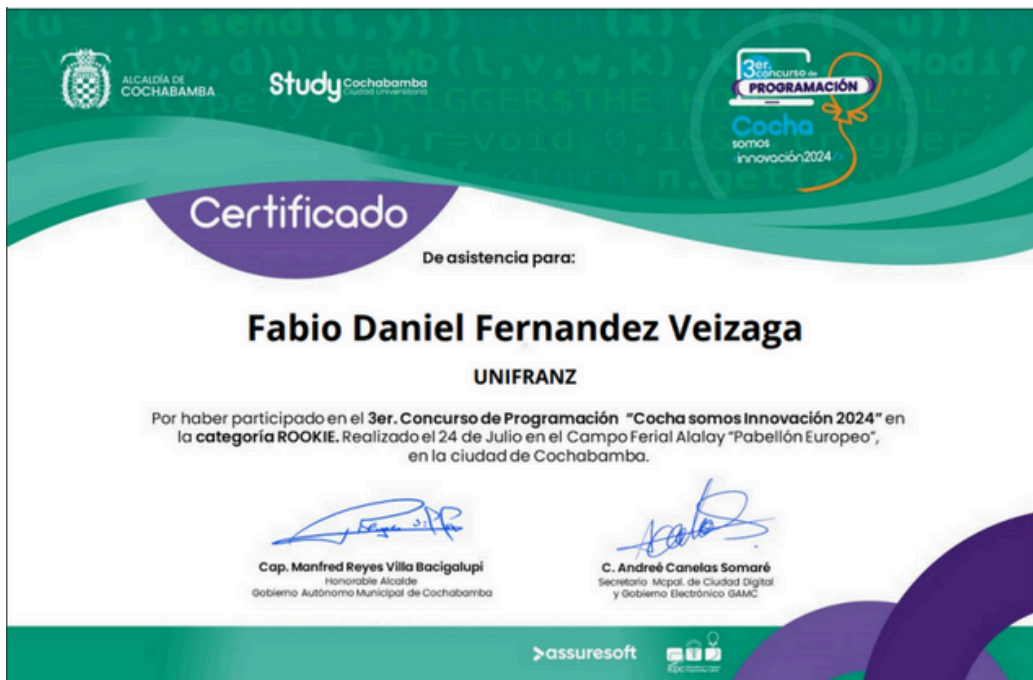 ALCALDÍA DE
COCHABAMBA
Study Cochabamba
Ciudad Universitaria
3er.
concurso de
PROGRAMACIÓN
Cocha
somos
innovación2024
Certificado
De asistencia para:
Fabio Daniel Fernandez Veizaga
UNIFRANZ
Por haber participado en el 3er. Concurso de Programación "Cocha somos Innovación 2024" en
la categoría ROOKIE. Realizado el 24 de Julio en el Campo Ferial Alalay "Pabellón Europeo",
en la ciudad de Cochabamba.
Cap. Manfred Reyes Villa Bacigalupi
Honorable Alcalde
Gobierno Autónomo Municipal de Cochabamba
C. Andreé Canelas Somaré
Secretario Mcpal. de Ciudad Digital
y Gobierno Electrónico GAMC
>assuresoft
icpc